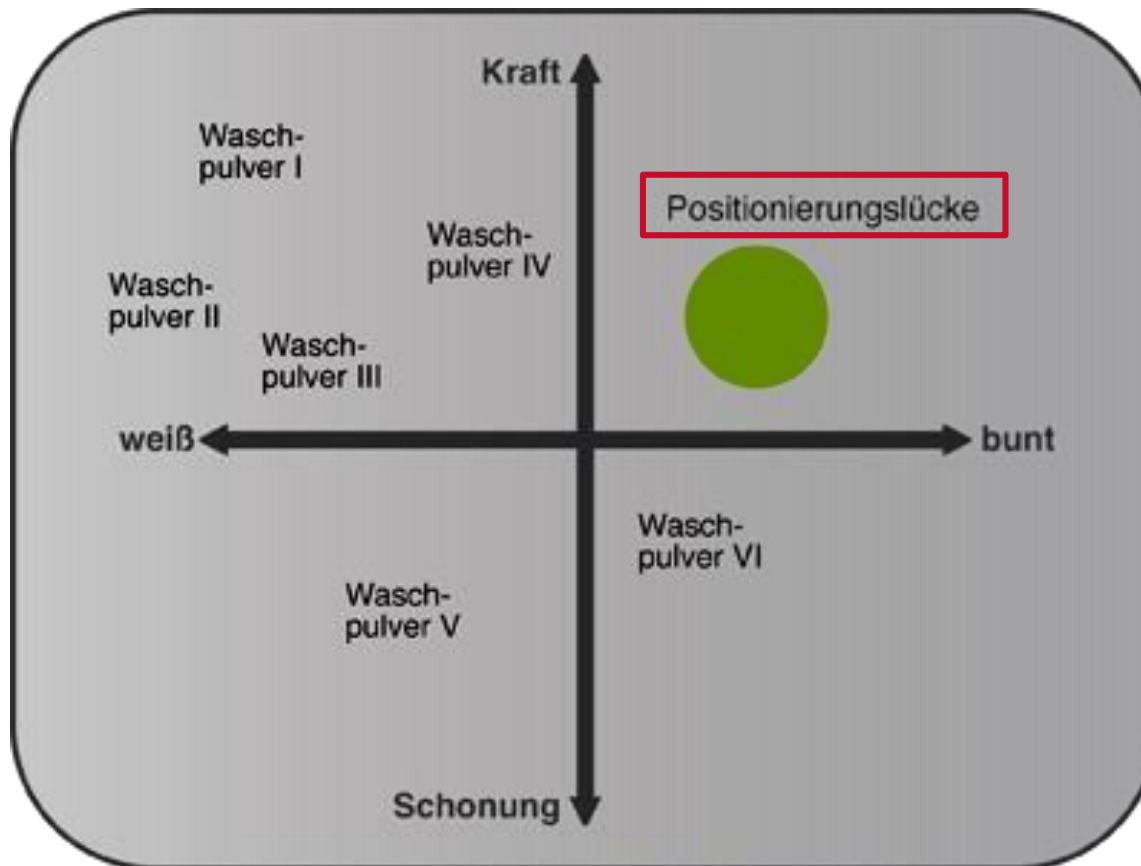 Kraft
Wasch-
pulver I
Positionierungslücke
Wasch-
pulver IV
Wasch-
pulver II
Wasch-
pulver III
weiß
bunt
Wasch-
pulver VI
Wasch-
pulver V
Schonung